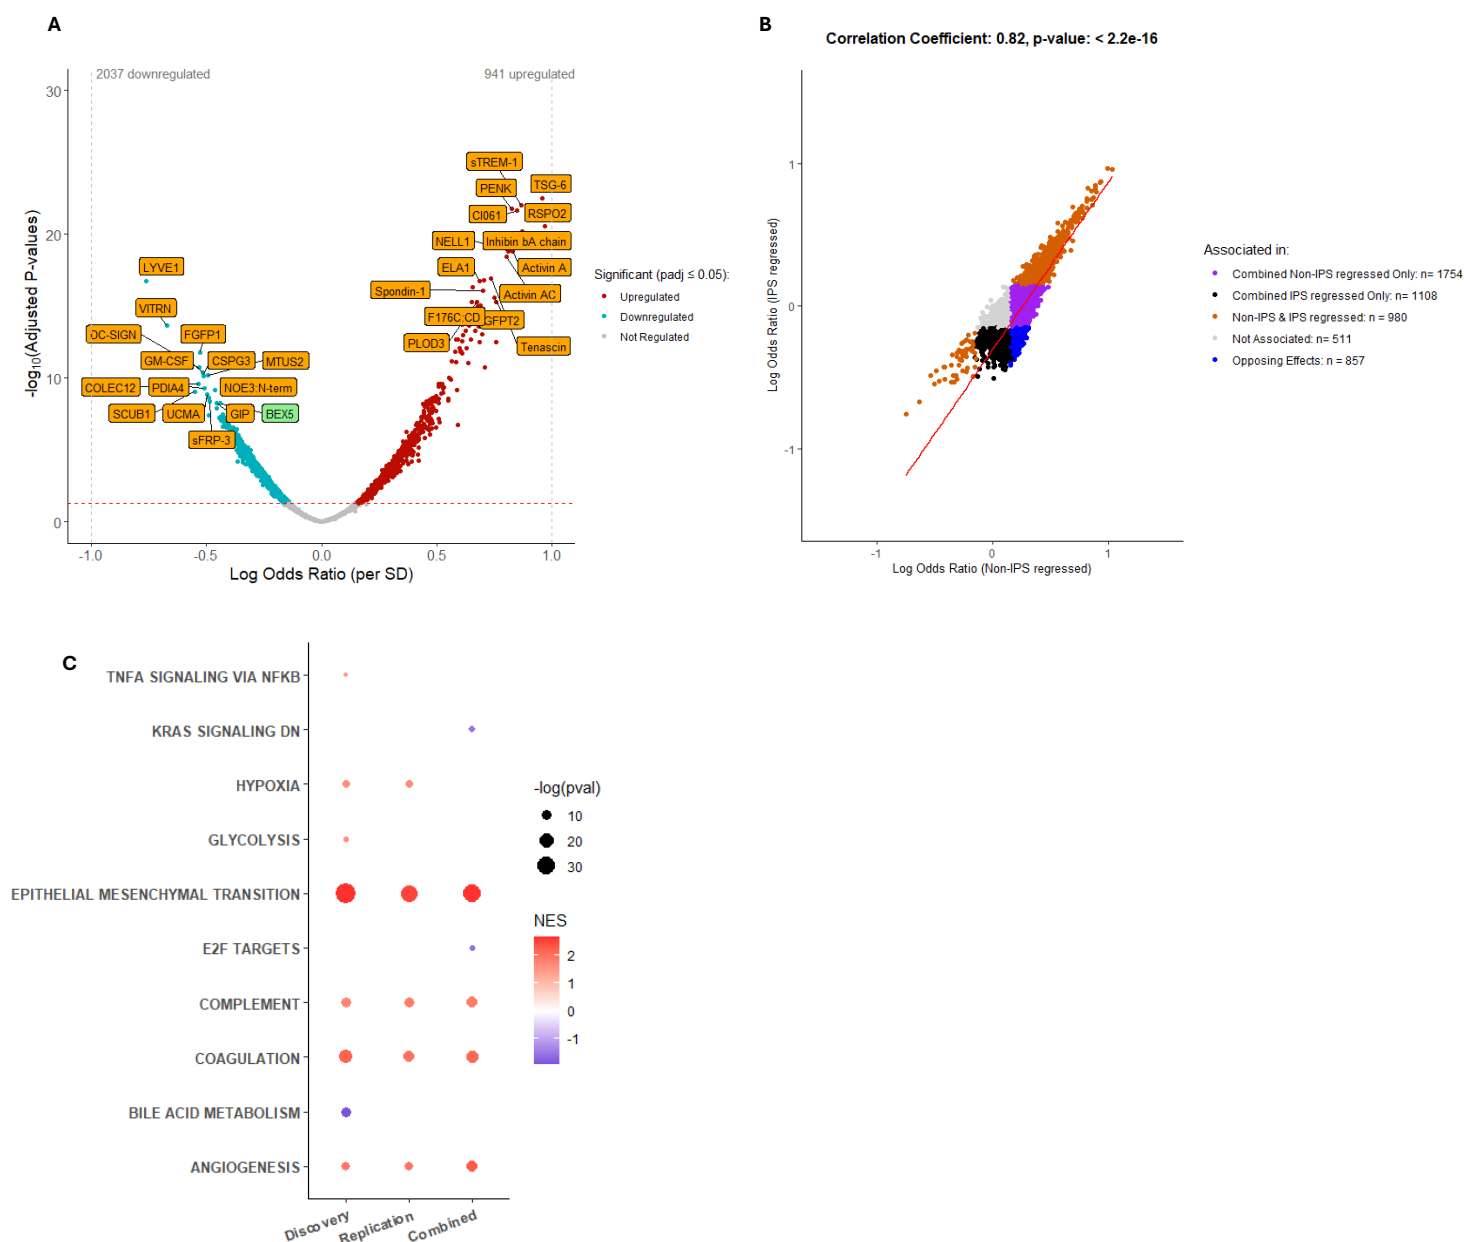 A
2037 downregulated
941 upregulated
30
20
10
0
-log10(Adjusted P-values)
sTREM-1
PENK
TSG-6
CI061
RSPO2
NELL1
Inhibin bA chain
ELA1
Activin A
Spondin-1
Activin AC
F176C:CD
GFPT2
PLOD3
Tenascin
LYVE1
VITRN
DC-SIGN
FGFP1
GM-CSF
CSPG3
MTUS2
COLEC12
PDIA4
NOE3:N-term
SCUB1
UCMA
GIP
BEX5
sFRP-3
-1.0
-0.5
0.0
0.5
1.0
Log Odds Ratio (per SD)
Significant (padj ≤ 0.05):
Upregulated
Downregulated
Not Regulated
B
Correlation Coefficient: 0.82, p-value: < 2.2e-16
1
0
-1
Log Odds Ratio (IPS regressed)
-1
0
1
Log Odds Ratio (Non-IPS regressed)
Associated in:
Combined Non-IPS regressed Only: n= 1754
Combined IPS regressed Only: n= 1108
Non-IPS & IPS regressed: n = 980
Not Associated: n= 511
Opposing Effects: n = 857
C
TNFA SIGNALING VIA NFKB
KRAS SIGNALING DN
HYPOXIA
GLYCOLYSIS
EPITHELIAL MESENCHYMAL TRANSITION
E2F TARGETS
COMPLEMENT
COAGULATION
BILE ACID METABOLISM
ANGIOGENESIS
Discovery
Replication
Combined
-log(pval)
10
20
30
NES
2
1
0
-1